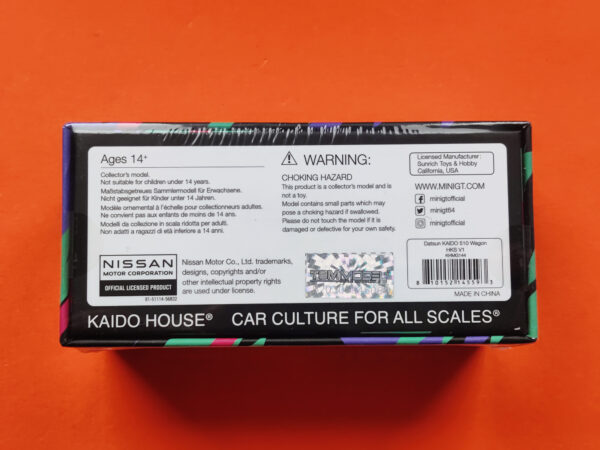 Ages 14+
Collector's model.
Not suitable for children under 14 years.
Maßstabsgetreues Sammlermodell für Erwachsene.
Nicht geeignet für Kinder unter 14 Jahren.
Modèle ornemental à l'échelle pour collectionneurs adultes.
Ne convient pas aux enfants de moins de 14 ans.
Modelli da collezione in scala ridotta per adulti.
Non adatti a ragazzi di età inferiore a 14 anni.
⚠ WARNING:
CHOKING HAZARD
This product is a collector's model and is
not a toy.
Model contains small parts which may
pose a choking hazard if swallowed.
Please do not touch the model if it is
damaged or defective for your own safety.
Licensed Manufacturer:
Sunrich Toys & Hobby
California, USA
WWW.MINIGT.COM
minigtofficial
minigt64
minigtofficial
NISSAN
MOTOR CORPORATION
OFFICIAL LICENSED PRODUCT
Nissan Motor Co., Ltd. trademarks,
designs, copyrights and/or
other intellectual property rights
are used under license.
Datsun KAIDO 510 Wagon
HKS V1
MADE IN CHINA
KAIDO HOUSE® CAR CULTURE FOR ALL SCALES®